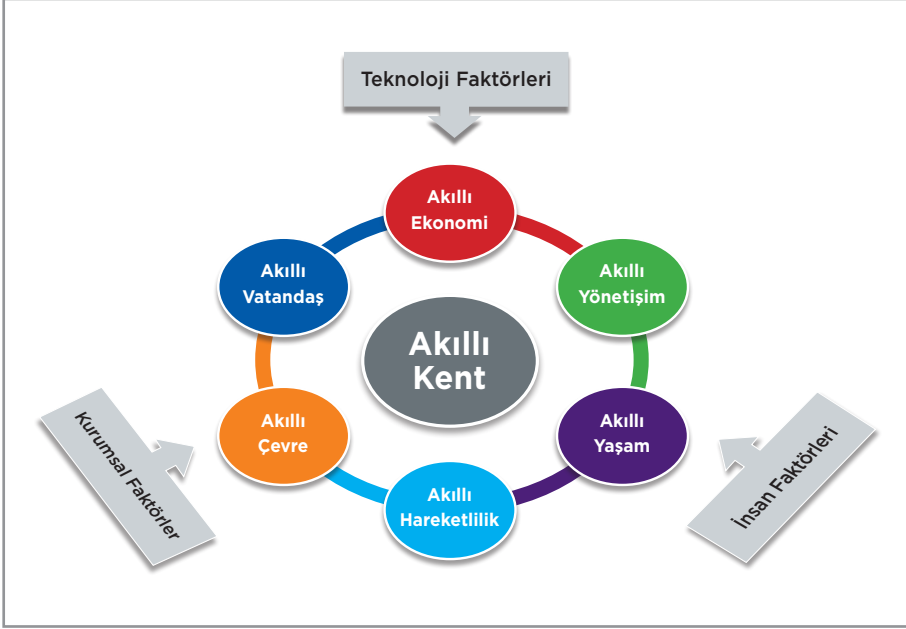 Teknoloji Faktörleri
Akıllı
Ekonomi
Akıllı
Vatandaş
Akıllı
Yönetişim
Akıllı
Kent
Kurumsal Faktörler
Akıllı
Çevre
Akıllı
Yaşam
İnsan Faktörleri
Akıllı
Hareketlilik